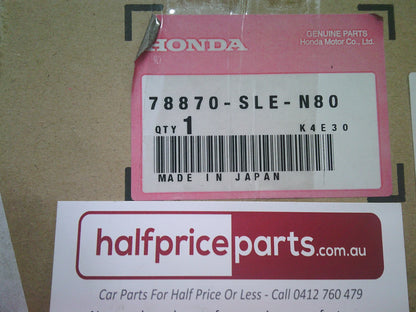 HONDA
GENUINE PARTS
Honda Motor Co., Ltd.
78870-SLE-N80
QTY 1 K4E30
MADE IN JAPAN
halfpriceparts.com.au
Car Parts For Half Price Or Less - Call 0412 760 479